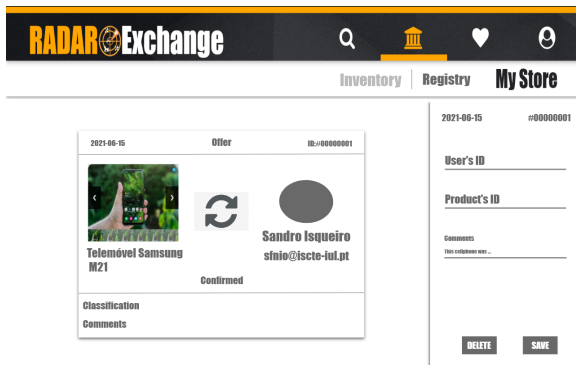 RADAR Exchange
Inventory Registry My Store
2021-06-15 Offer ID:#00000001
Telemóvel Samsung
M21
Sandro Isqueiro
sfnio@iscte-iul.pt
Confirmed
Classification
Comments
2021-06-15 #00000001
User's ID
Product's ID
Comments
This cellphone was ...
DELETE SAVE